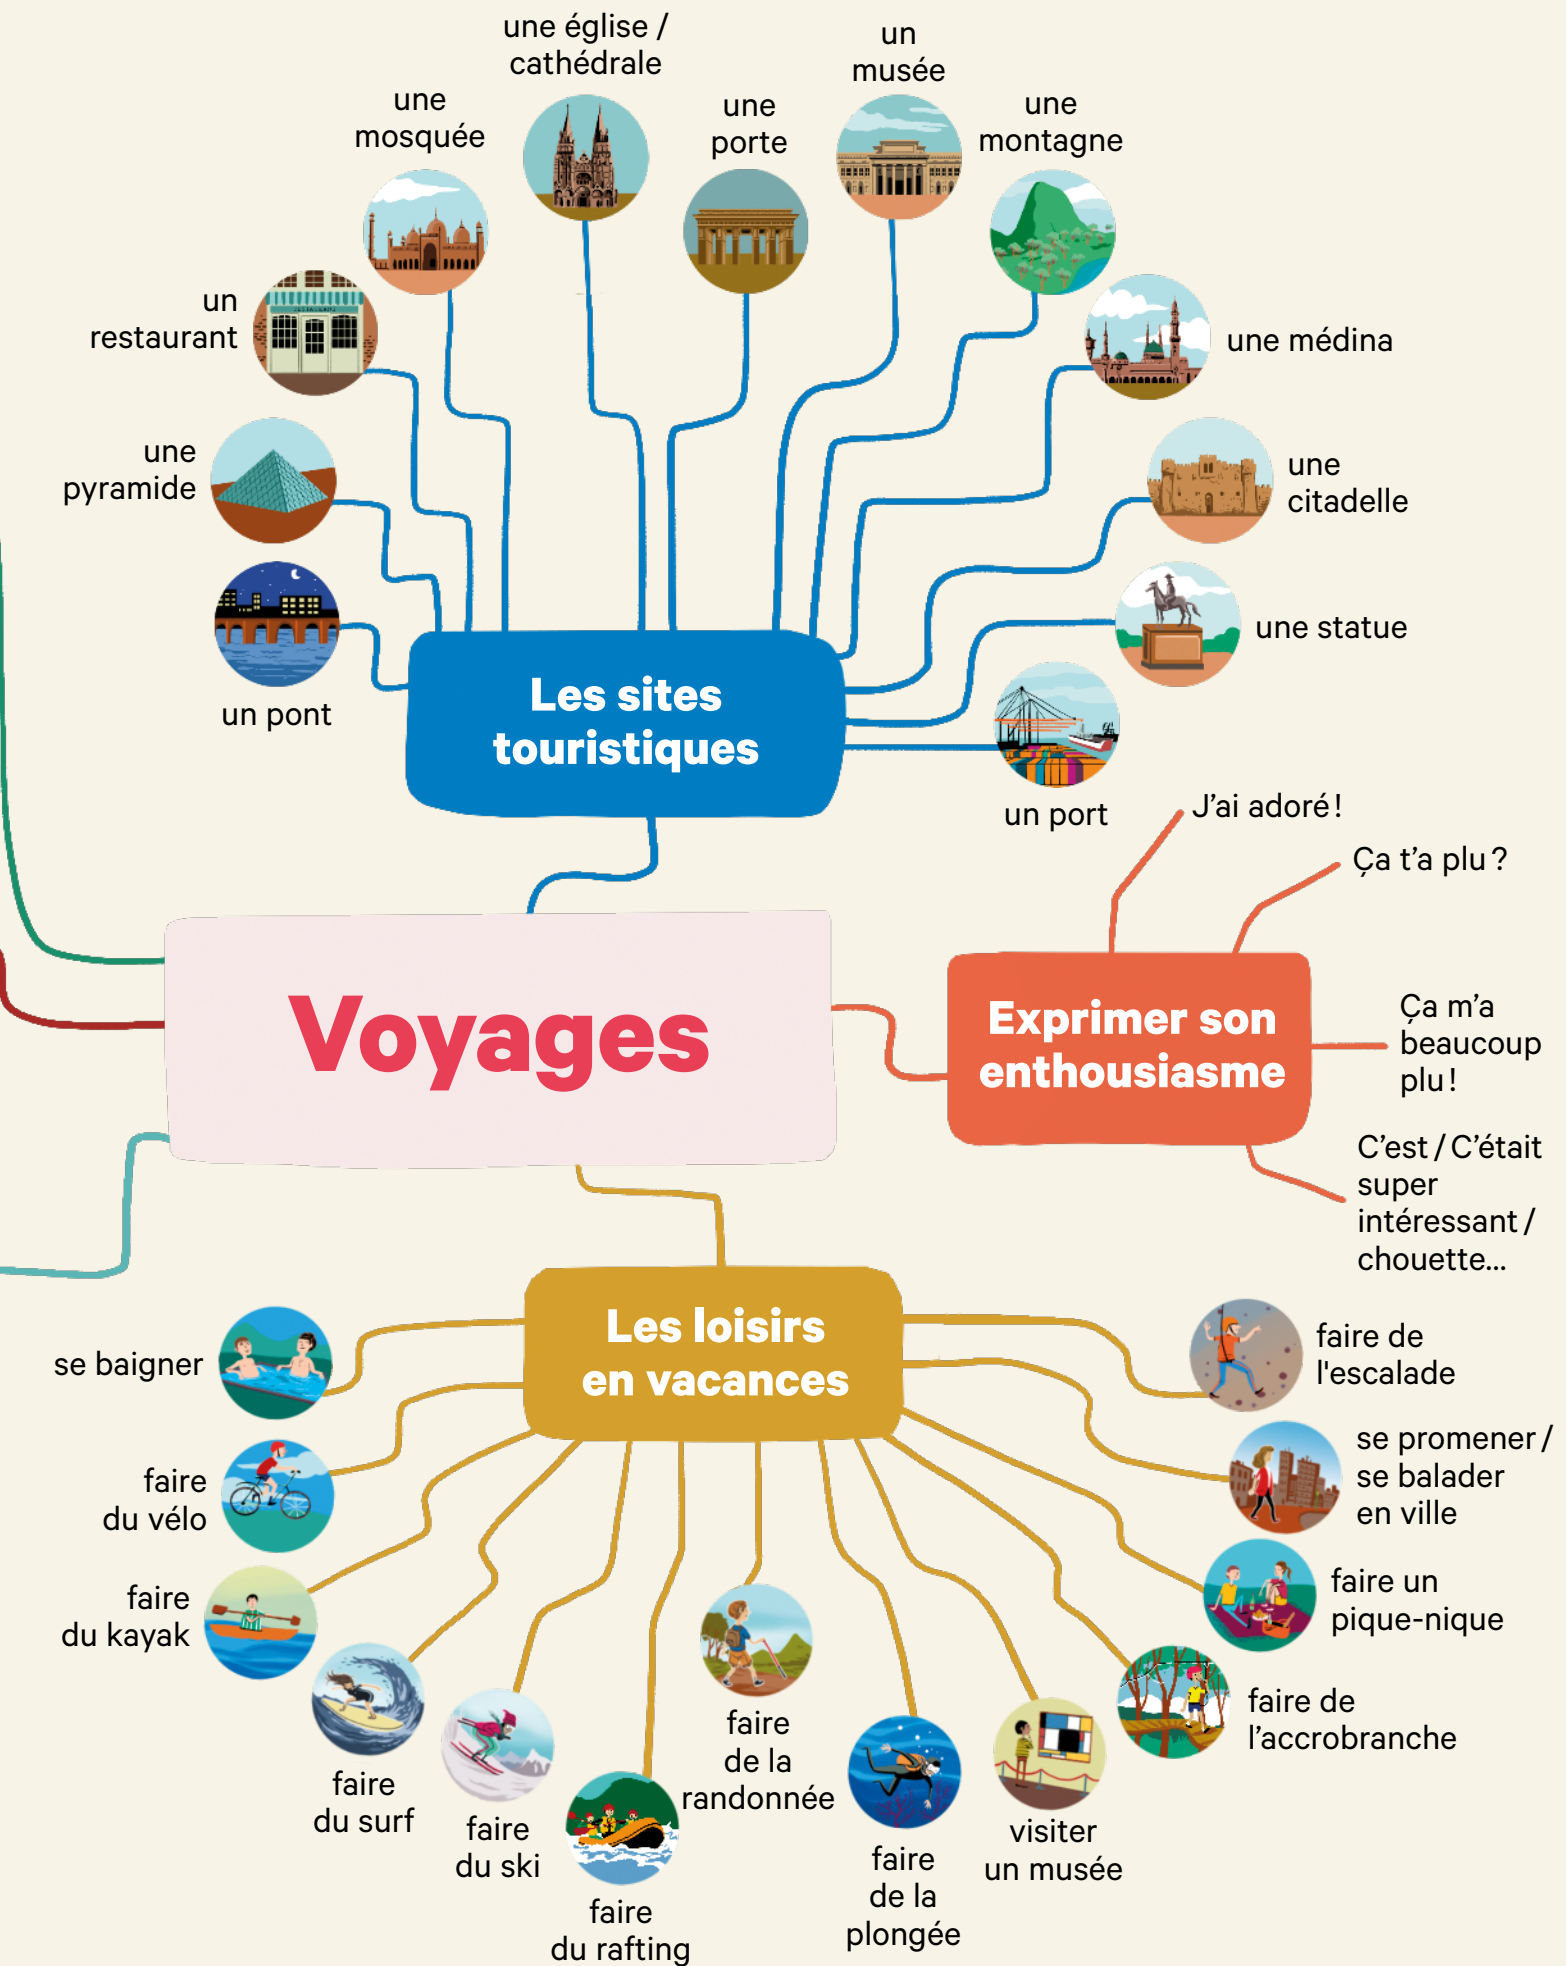 une église /
cathédrale
un
musée
une
mosquée
une
porte
une
montagne
un
restaurant
une médina
une
pyramide
une
citadelle
un pont
une statue
un port
Les sites
touristiques
J'ai adoré !
Ça t'a plu ?
Voyages
Exprimer son
enthousiasme
Ça m'a
beaucoup
plu !
C'est / C'était
super
intéressant /
chouette...
Les loisirs
en vacances
se baigner
faire
du vélo
faire
du kayak
faire
du surf
faire
du ski
faire
du rafting
faire
de la
randonnée
faire
de la
plongée
visiter
un musée
faire de
l'accrobranche
faire un
pique-nique
se promener /
se balader
en ville
faire de
l'escalade